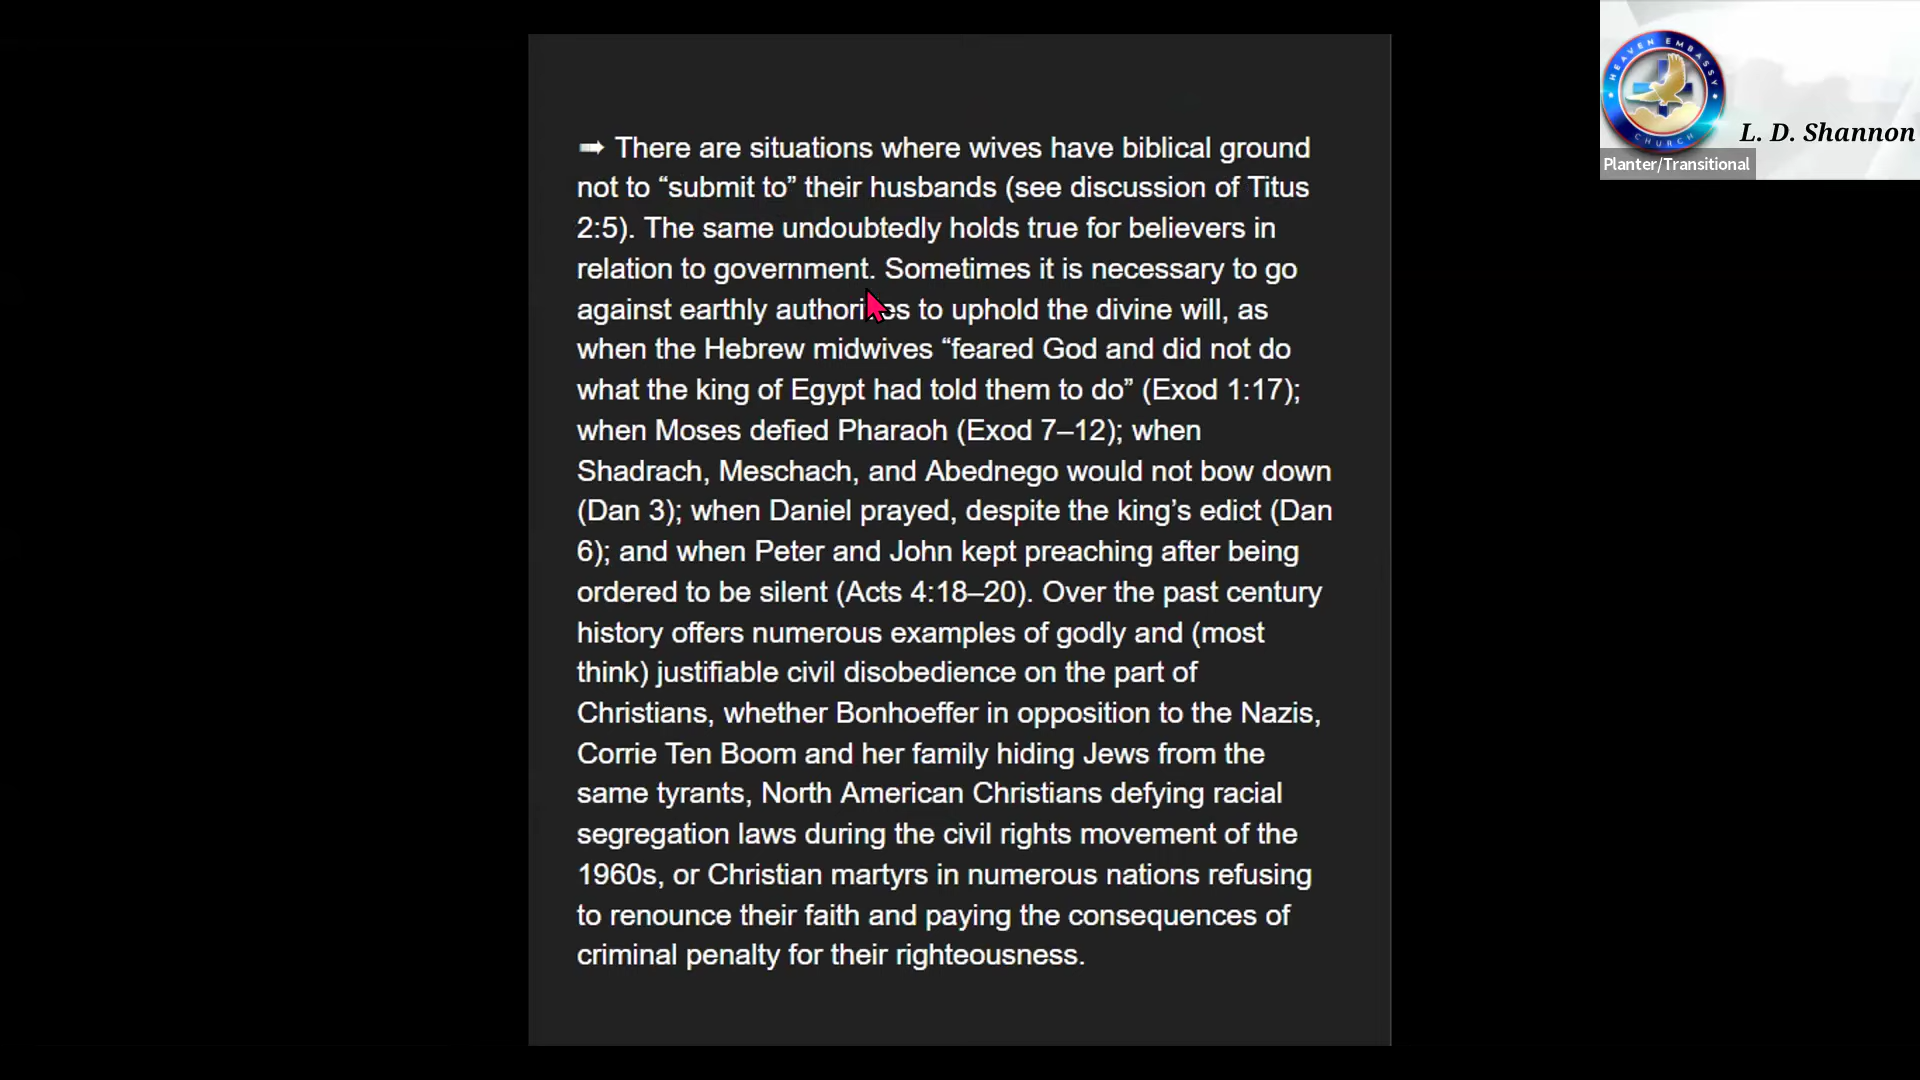 ➡ There are situations where wives have biblical ground
not to “submit to” their husbands (see discussion of Titus
2:5). The same undoubtedly holds true for believers in
relation to government. Sometimes it is necessary to go
against earthly authorities to uphold the divine will, as
when the Hebrew midwives “feared God and did not do
what the king of Egypt had told them to do” (Exod 1:17);
when Moses defied Pharaoh (Exod 7–12); when
Shadrach, Meschach, and Abednego would not bow down
(Dan 3); when Daniel prayed, despite the king’s edict (Dan
6); and when Peter and John kept preaching after being
ordered to be silent (Acts 4:18–20). Over the past century
history offers numerous examples of godly and (most
think) justifiable civil disobedience on the part of
Christians, whether Bonhoeffer in opposition to the Nazis,
Corrie Ten Boom and her family hiding Jews from the
same tyrants, North American Christians defying racial
segregation laws during the civil rights movement of the
1960s, or Christian martyrs in numerous nations refusing
to renounce their faith and paying the consequences of
criminal penalty for their righteousness.
HEAVEN EMBASSY
CHURCH
L. D. Shannon
Planter/Transitional